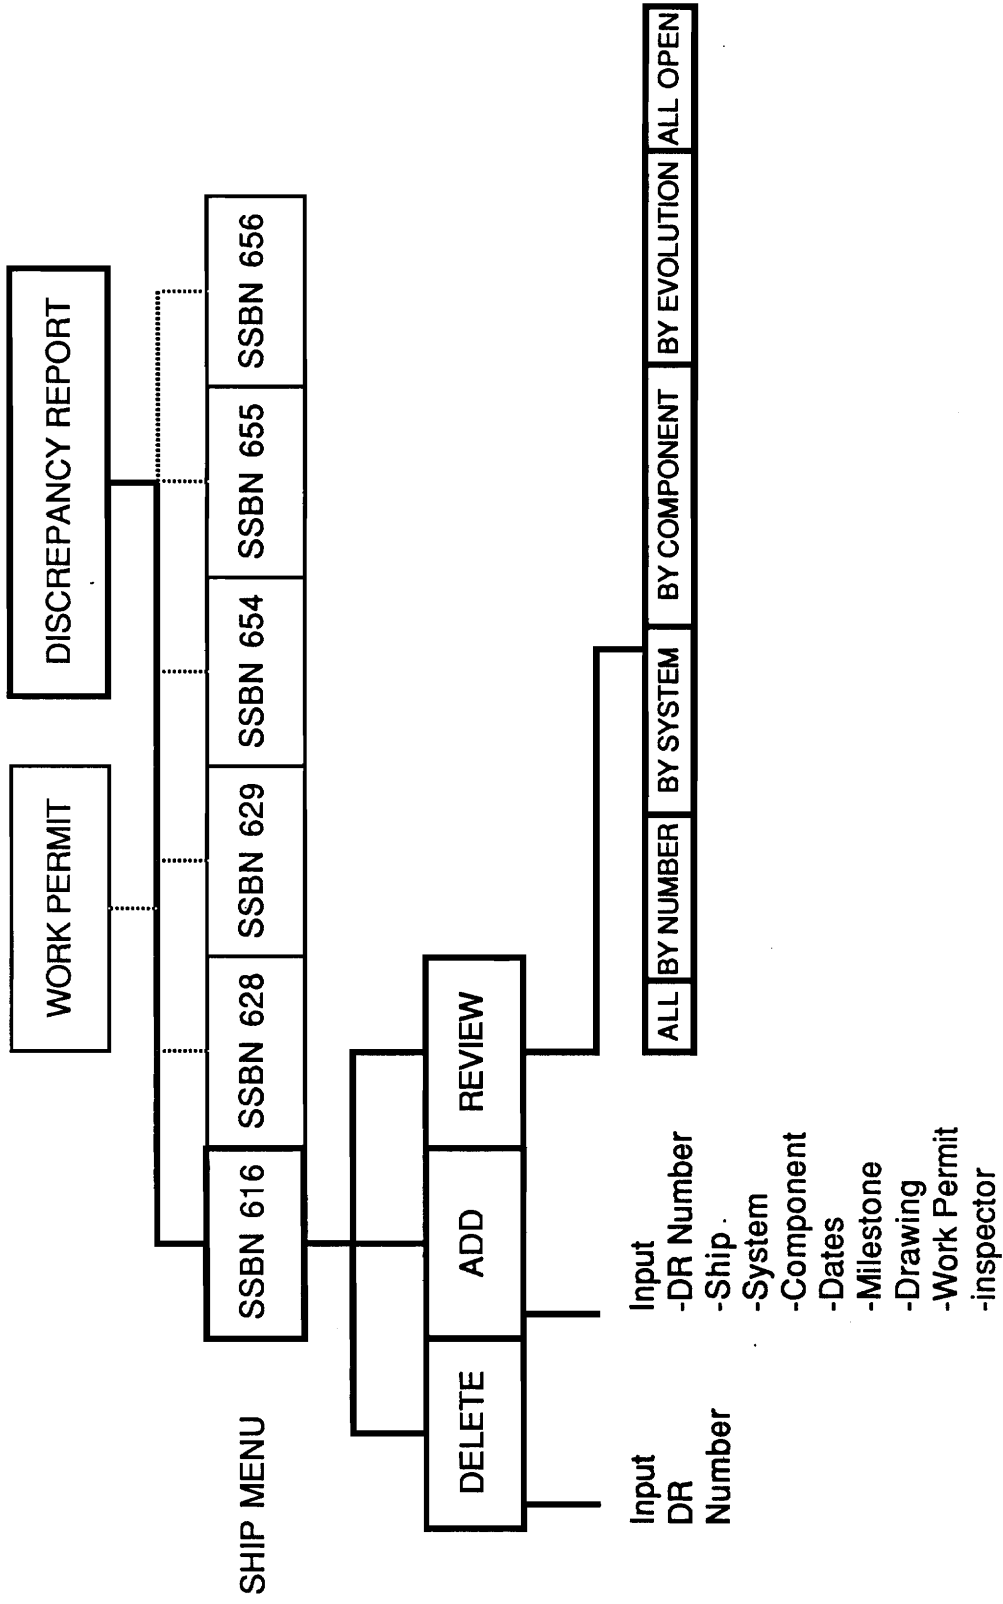 WORK PERMIT
DISCREPANCY REPORT
SHIP MENU
SSBN 616
SSBN 628
SSBN 629
SSBN 654
SSBN 655
SSBN 656
DELETE
ADD
REVIEW
Input
DR
Number
Input
-DR Number
-Ship
-System
-Component
-Dates
-Milestone
-Drawing
-Work Permit
-inspector
ALL
BY NUMBER
BY SYSTEM
BY COMPONENT
BY EVOLUTION
ALL OPEN